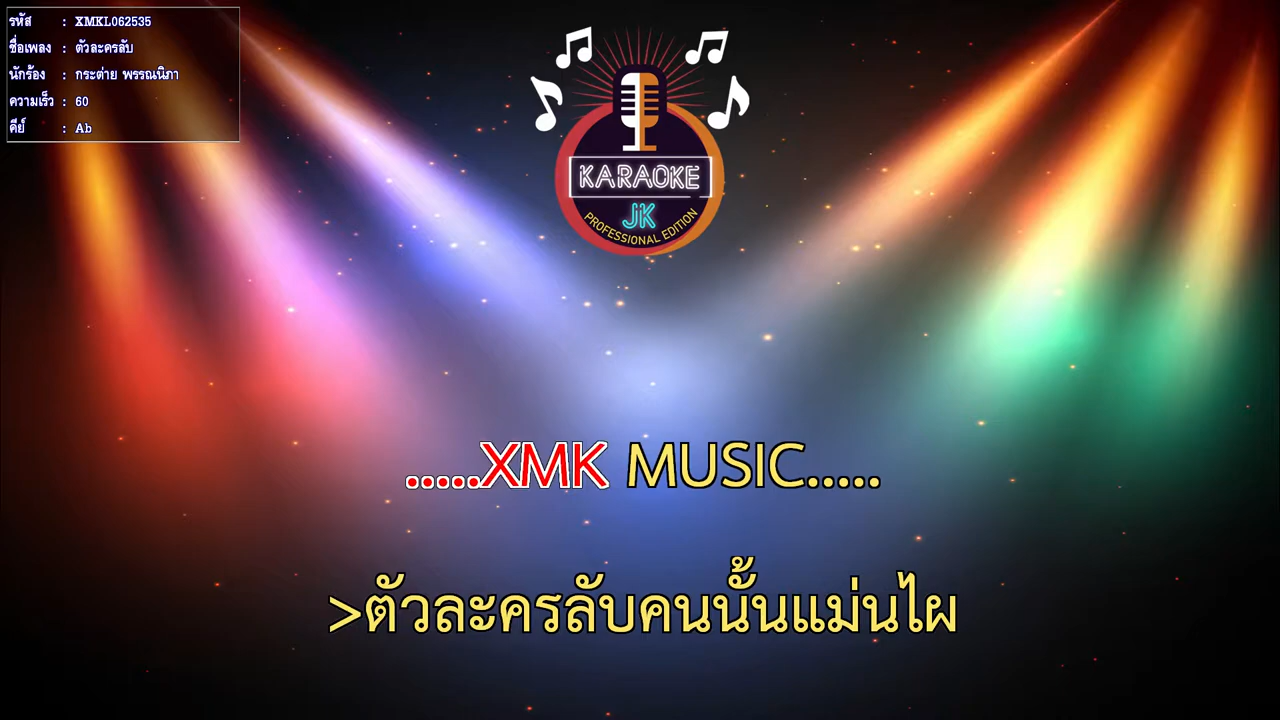 รหัส : XMKL062535
ชื่อเพลง : ตัวละครลับ
นักร้อง : กระต่าย พรรณนิภา
ความเร็ว : 60
คีย์ : Ab
KARAOKE
JK
PROFESSIONAL EDITION
.....XMK MUSIC.....
>ตัวละครลับคนนั้นแม่นไผ